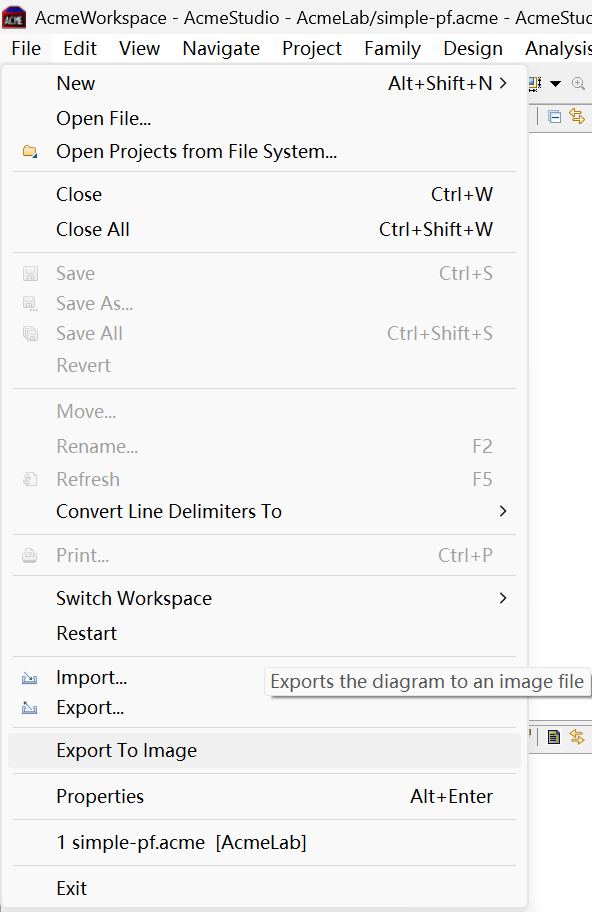 AcmeWorkspace - AcmeStudio - AcmeLab/simple-pf.acme - AcmeStuc
File Edit View Navigate Project Family Design Analysis
New Alt+Shift+N
Open File...
Open Projects from File System...
Close Ctrl+W
Close All Ctrl+Shift+W
Save Ctrl+S
Save As...
Save All Ctrl+Shift+S
Revert
Move...
Rename... F2
Refresh F5
Convert Line Delimiters To
Print... Ctrl+P
Switch Workspace
Restart
Import...
Exports the diagram to an image file
Export...
Export To Image
Properties Alt+Enter
1 simple-pf.acme [AcmeLab]
Exit